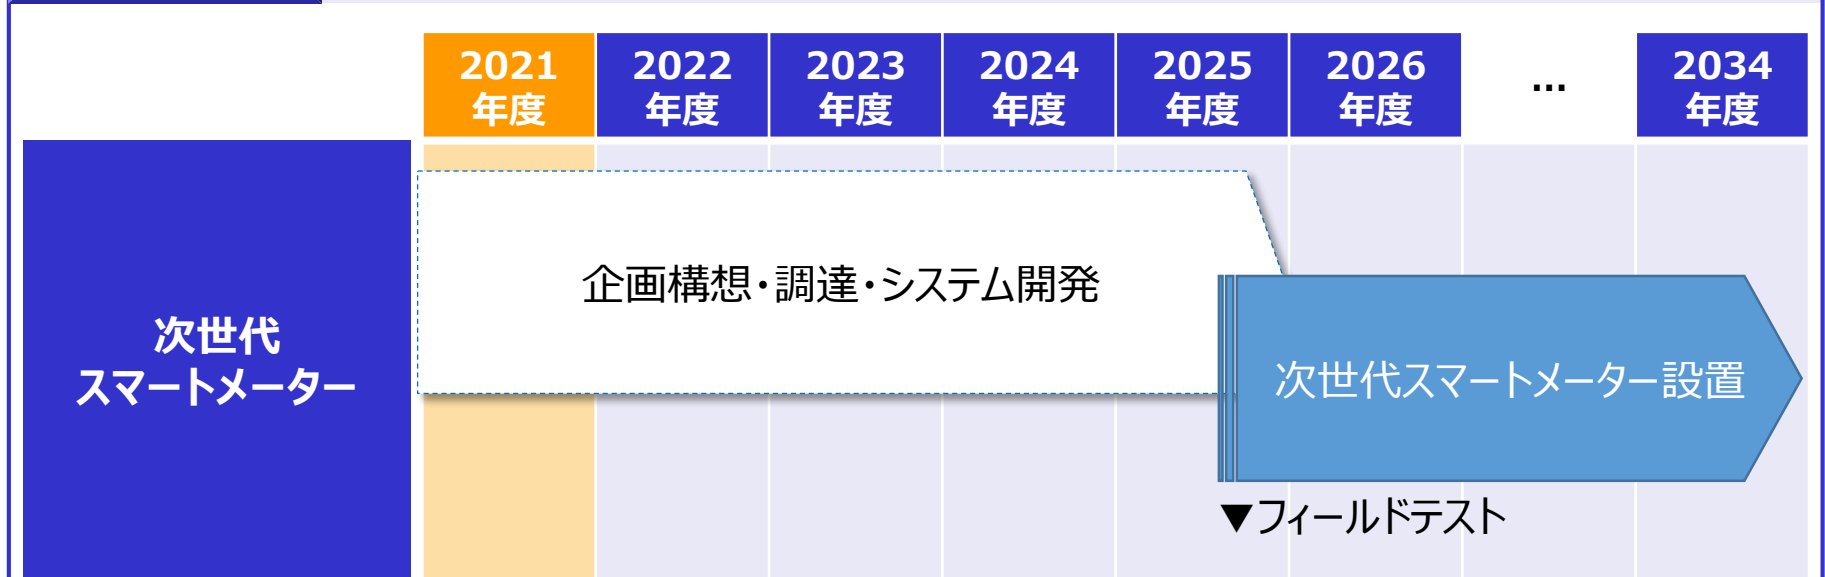 2021
年度
2022
年度
2023
年度
2024
年度
2025
年度
2026
年度
…
2034
年度
次世代
スマートメーター
企画構想・調達・システム開発
次世代スマートメーター設置
▼フィールドテスト